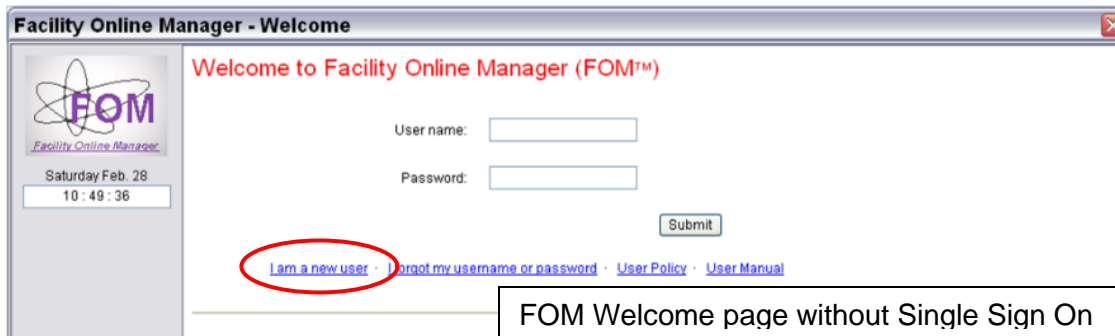 Facility Online Manager - Welcome
FOM
Facility Online Manager
Saturday Feb. 28
10 : 49 : 36
Welcome to Facility Online Manager (FOM™)
User name:
Password:
Submit
I am a new user · I forgot my username or password · User Policy · User Manual
FOM Welcome page without Single Sign On